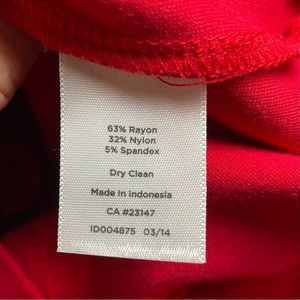 63% Rayon
32% Nylon
5% Spandex
Dry Clean
Made in Indonesia
CA #23147
ID004875 03/14